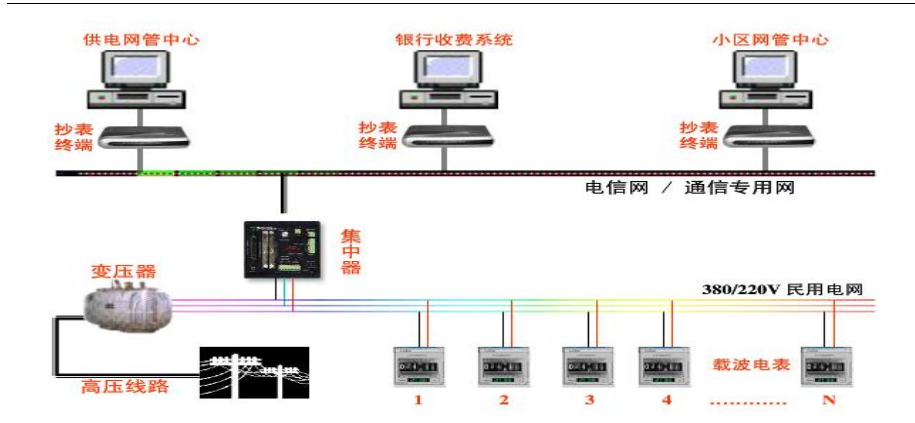 供电网管中心
银行收费系统
小区网管中心
抄表
终端
抄表
终端
抄表
终端
电信网 / 通信专用网
集中器
变压器
380/220V 民用电网
高压线路
载波电表
1
2
3
4
............
N